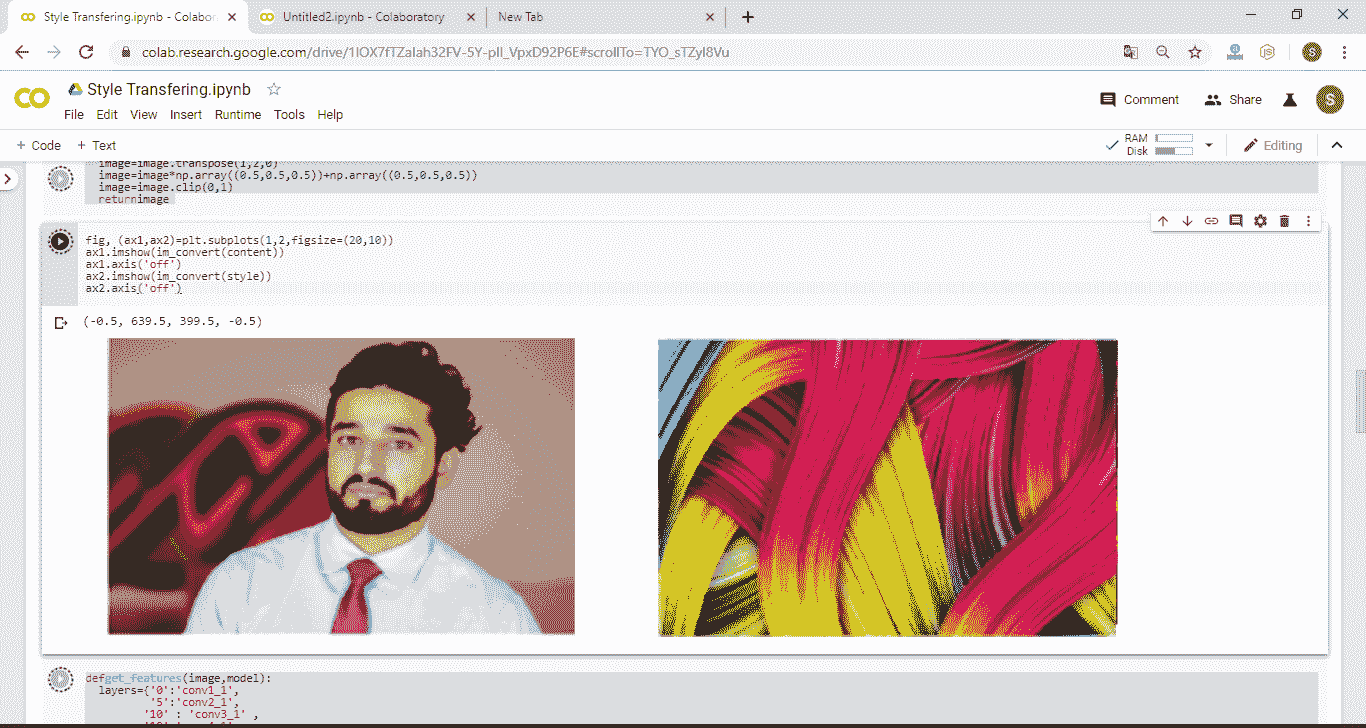 Style Transfering.ipynb - Colabor
Untitled2.ipynb - Colaboratory
New Tab
colab.research.google.com/drive/1IOX7fTZaIah32FV-5Y-pII_VpxD92P6E#scrollTo=TYO_sTZyI8Vu
S
CO
Style Transfering.ipynb
Comment
Share
S
File Edit View Insert Runtime Tools Help
+ Code + Text
RAM
Disk
Editing
image=image.transpose(1,2,0)
image=image*np.array((0.5,0.5,0.5))+np.array((0.5,0.5,0.5))
image=image.clip(0,1)
returnimage
fig, (ax1,ax2)=plt.subplots(1,2,figsize=(20,10))
ax1.imshow(im_convert(content))
ax1.axis('off')
ax2.imshow(im_convert(style))
ax2.axis('off')
(-0.5, 639.5, 399.5, -0.5)
defget_features(image,model):
layers={'0':'conv1_1',
'5':'conv2_1',
'10' : 'conv3_1' ,